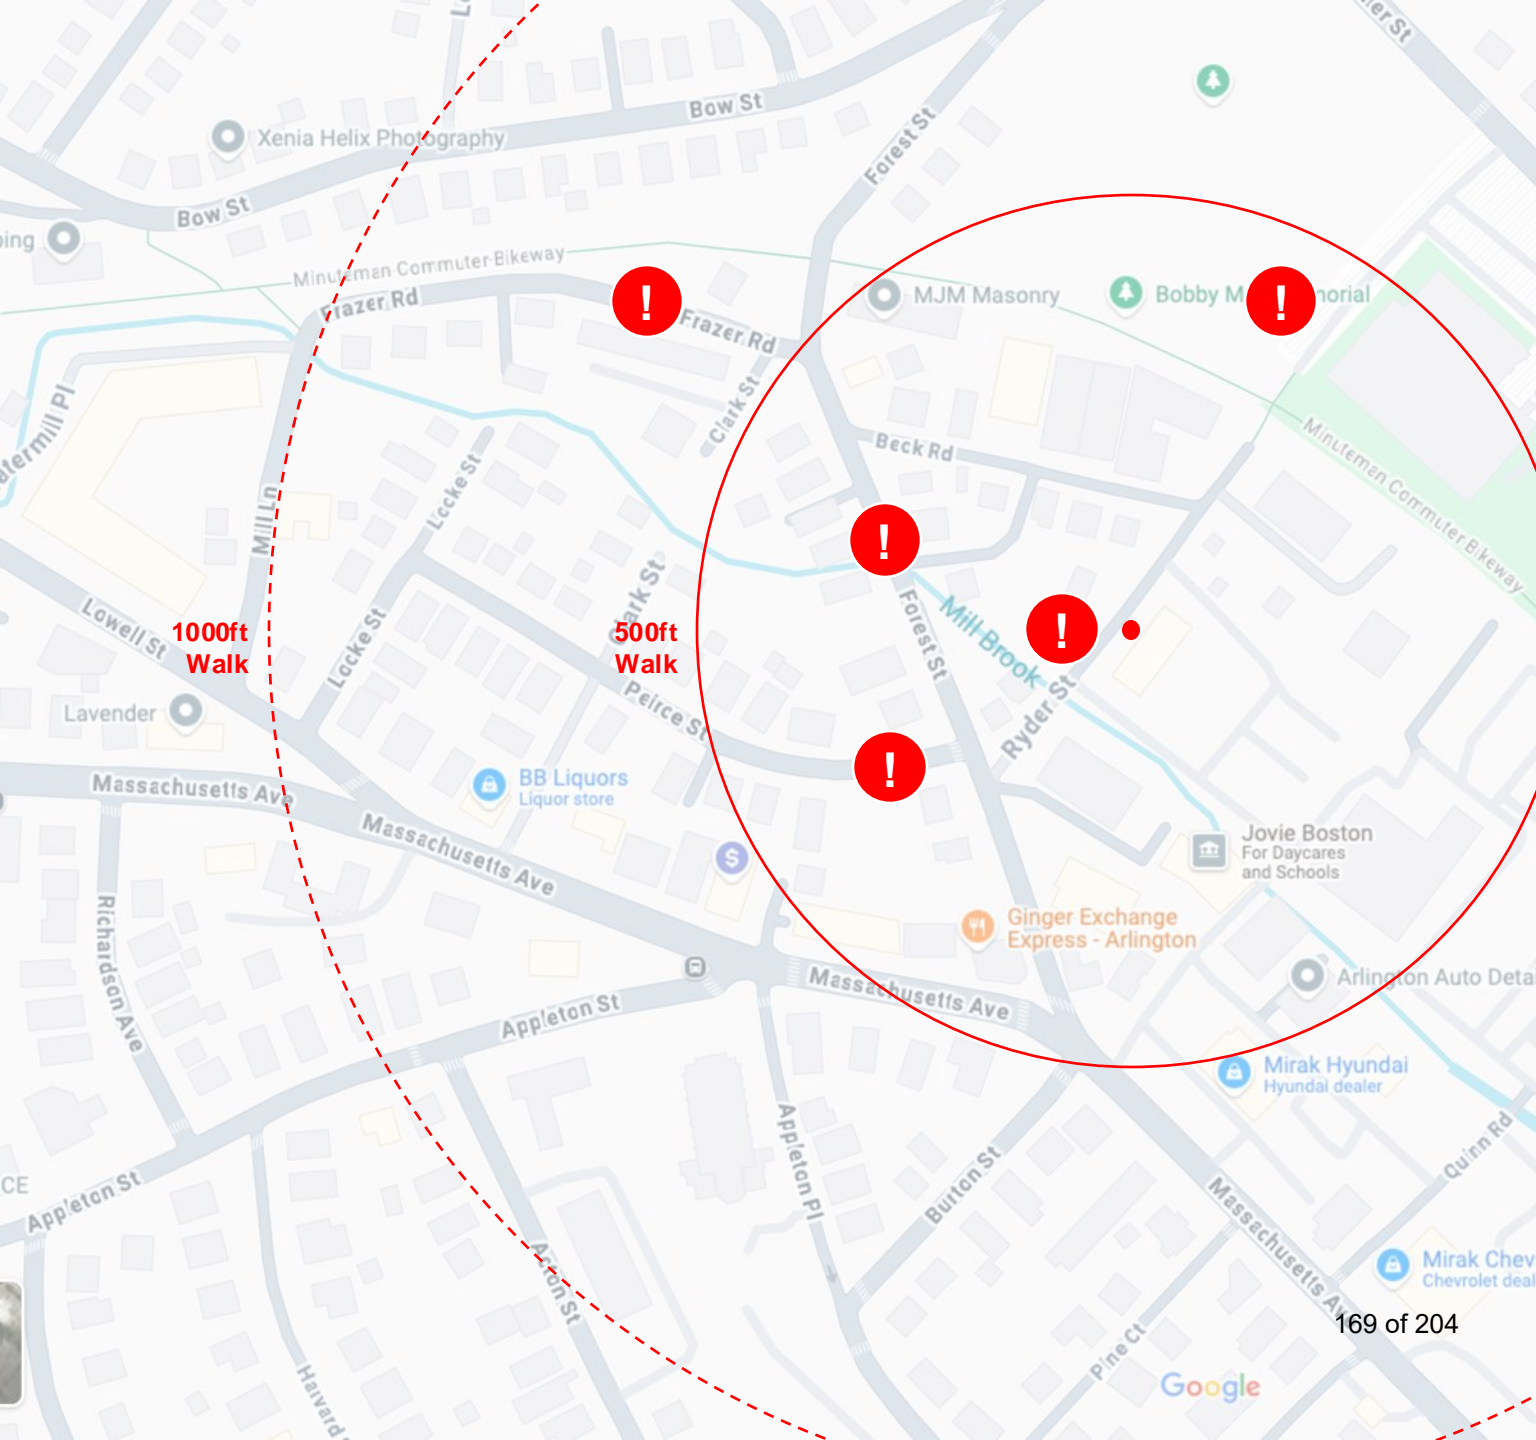 Bow St
Xenia Helix Photography
Forest St
Bow St
Minuteman Commuter Bikeway
Frazer Rd
!
Frazer Rd
MJM Masonry
!
Clark St
Beck Rd
Minuteman Commuter Bikeway
Locke St
Mill Ln
!
Clark St
Lowell St
1000ft
Walk
500ft
Walk
Locke St
Forest St
Mill Brook
!
Ryder St
Peirce St
Lavender
!
BB Liquors
Liquor store
Massachusetts Ave
Massachusetts Ave
$
Jovie Boston
For Daycares
and Schools
Ginger Exchange
Express - Arlington
Richardson Ave
Massachusetts Ave
Appleton St
Mirak Hyundai
Hyundai dealer
Appleton Pl
Burton St
Quinn Rd
Appleton St
Acton St
Massachusetts Ave
Mirak Chev
Chevrolet deal
169 of 204
Pine Ct
Google
Arlington Auto Deta
Bobby M
orial